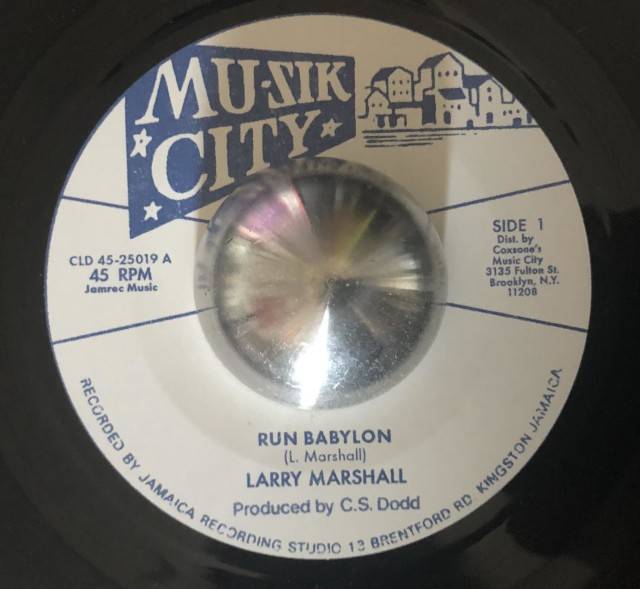 MU-ZIK
CITY
CLD 45-25019 A
45 RPM
Jamrec Music
SIDE 1
Dist. by
Coxsone's
Music City
3135 Fulton St.
Brooklyn, N.Y.
11208
RUN BABYLON
(L. Marshall)
LARRY MARSHALL
Produced by C.S. Dodd
RECORDED BY JAMAICA RECORDING STUDIO 13 BRENTFORD RD KINGSTON JAMAICA